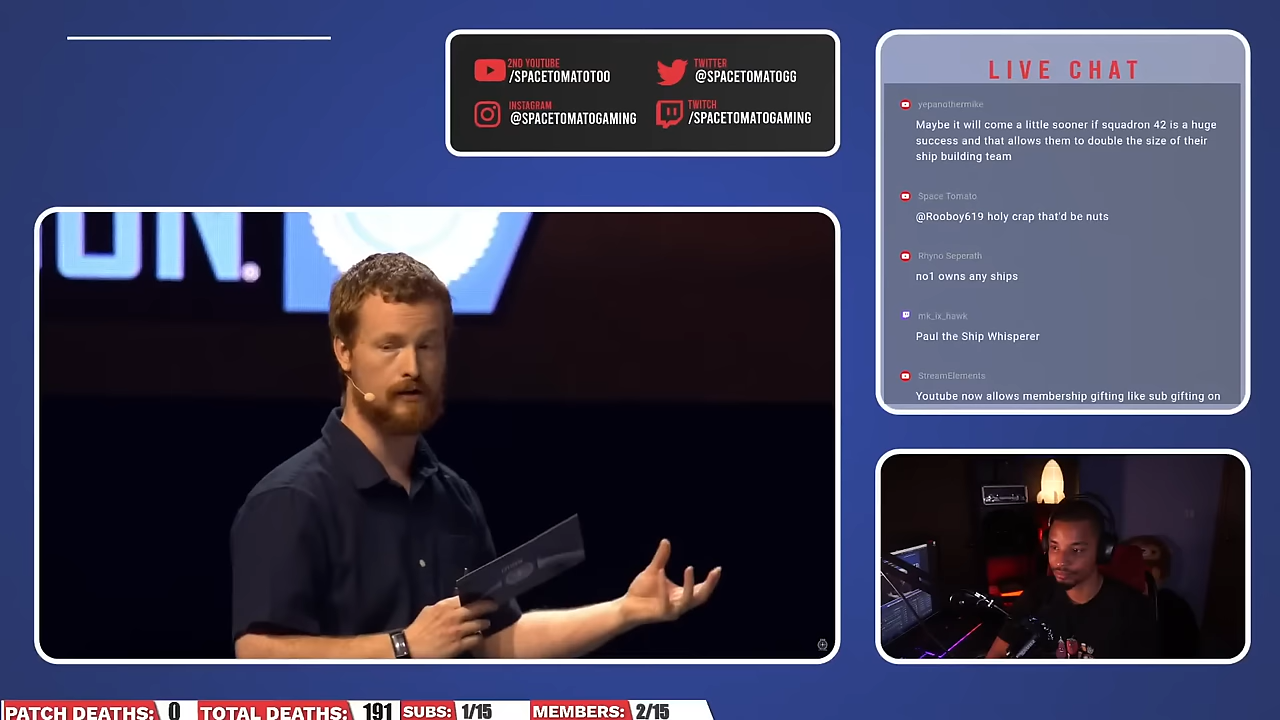 2ND YOUTUBE
/SPACETOMATOTOO
TWITTER
@SPACETOMATOGG
INSTAGRAM
@SPACETOMATOGAMING
TWITCH
/SPACETOMATOGAMING
LIVE CHAT
yepanothermike
Maybe it will come a little sooner if squadron 42 is a huge
success and that allows them to double the size of their
ship building team
Space Tomato
@Rooboy619 holy crap that'd be nuts
Rhyno Seperath
no1 owns any ships
mk_ix_hawk
Paul the Ship Whisperer
StreamElements
Youtube now allows membership gifting like sub gifting on
ON.
PATCH DEATHS: 0 TOTAL DEATHS: 191 SUBS: 1/15 MEMBERS: 2/15